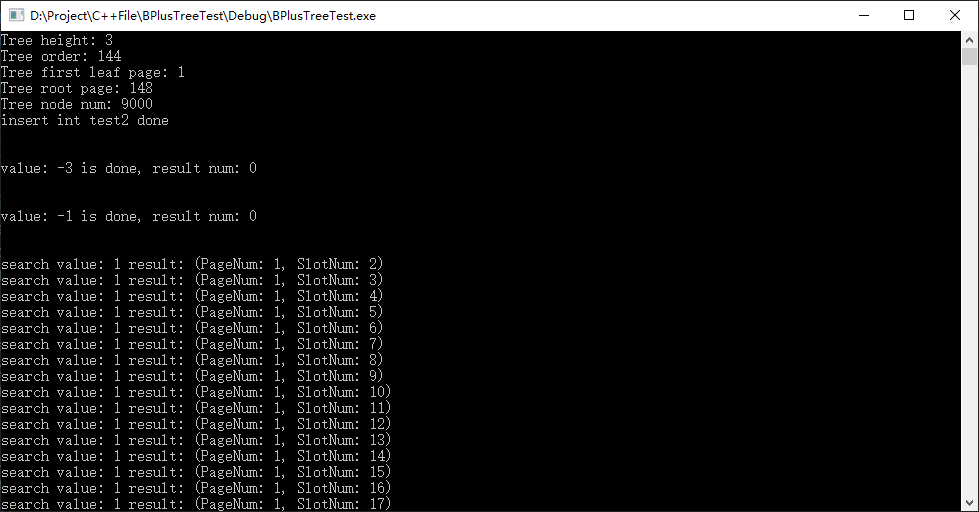 D:\Project\C++File\BPlusTreeTest\Debug\BPlusTreeTest.exe
Tree height: 3
Tree order: 144
Tree first leaf page: 1
Tree root page: 148
Tree node num: 9000
insert int test2 done
value: -3 is done, result num: 0
value: -1 is done, result num: 0
search value: 1 result: (PageNum: 1, SlotNum: 2)
search value: 1 result: (PageNum: 1, SlotNum: 3)
search value: 1 result: (PageNum: 1, SlotNum: 4)
search value: 1 result: (PageNum: 1, SlotNum: 5)
search value: 1 result: (PageNum: 1, SlotNum: 6)
search value: 1 result: (PageNum: 1, SlotNum: 7)
search value: 1 result: (PageNum: 1, SlotNum: 8)
search value: 1 result: (PageNum: 1, SlotNum: 9)
search value: 1 result: (PageNum: 1, SlotNum: 10)
search value: 1 result: (PageNum: 1, SlotNum: 11)
search value: 1 result: (PageNum: 1, SlotNum: 12)
search value: 1 result: (PageNum: 1, SlotNum: 13)
search value: 1 result: (PageNum: 1, SlotNum: 14)
search value: 1 result: (PageNum: 1, SlotNum: 15)
search value: 1 result: (PageNum: 1, SlotNum: 16)
search value: 1 result: (PageNum: 1, SlotNum: 17)